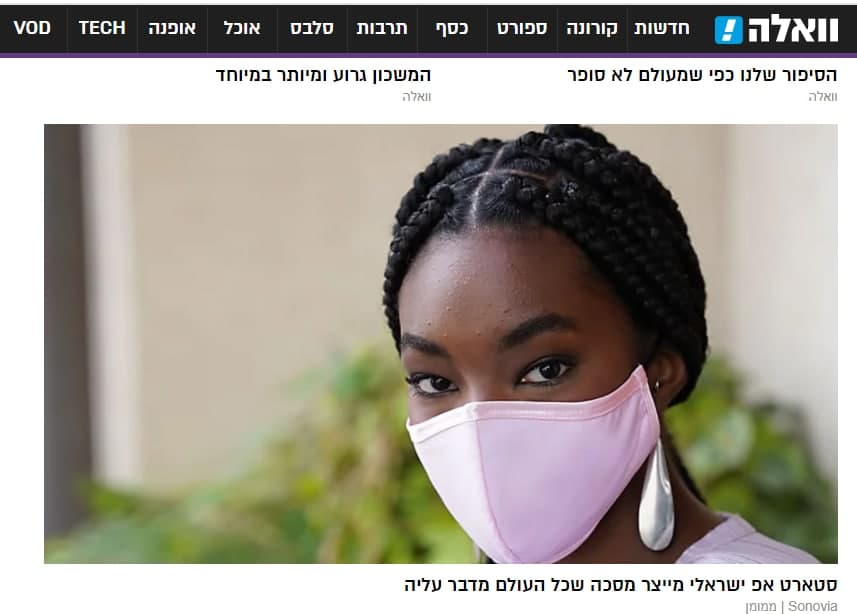 וואלה!
חדשות קורונה ספורט כסף תרבות סלבס אוכל אופנה TECH VOD
הסיפור שלנו כפי שמעולם לא סופר
וואלה
המשכון גרוע ומיותר במיוחד
וואלה
סטארט אפ ישראלי מייצר מסכה שכל העולם מדבר עליה
Sonovia | ממומן